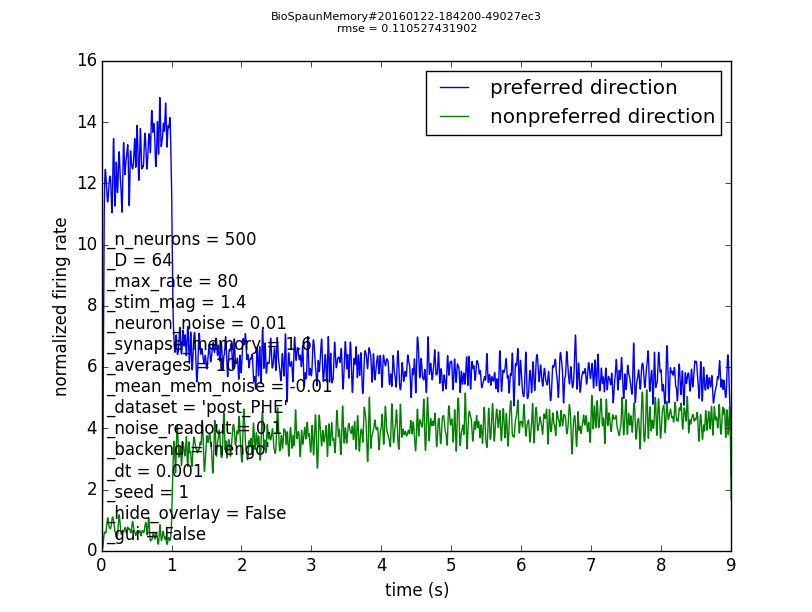 BioSpaunMemory#20160122-184200-49027ec3
rmse = 0.110527431902
preferred direction
nonpreferred direction
normalized firing rate
16
14
12
10
8
6
4
2
0
_n_neurons = 500
_D = 64
_max_rate = 80
_stim_mag = 1.4
_neuron_noise = 0.01
_synapse_memory = 1.6
_averages = 10
_mean_mem_noise = -0.01
_dataset = 'post_PHE'
_noise_readout = 0.1
_backend = 'nengo'
_dt = 0.001
_seed = 1
_hide_overlay = False
_gui = False
0 1 2 3 4 5 6 7 8 9
time (s)